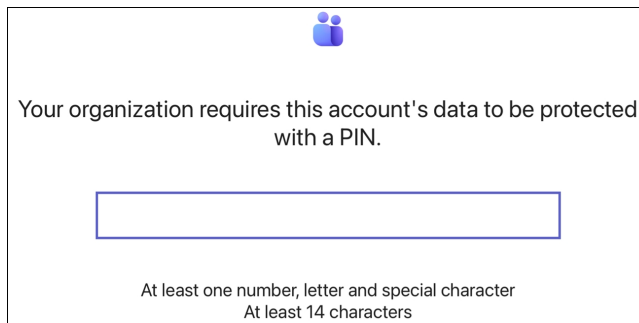 Your organization requires this account's data to be protected
with a PIN.
At least one number, letter and special character
At least 14 characters